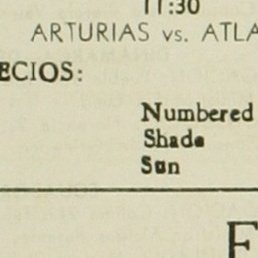 11:30
ARTURIAS vs. ATLA
ECIOS:
Numbered
Shade
Sun
E